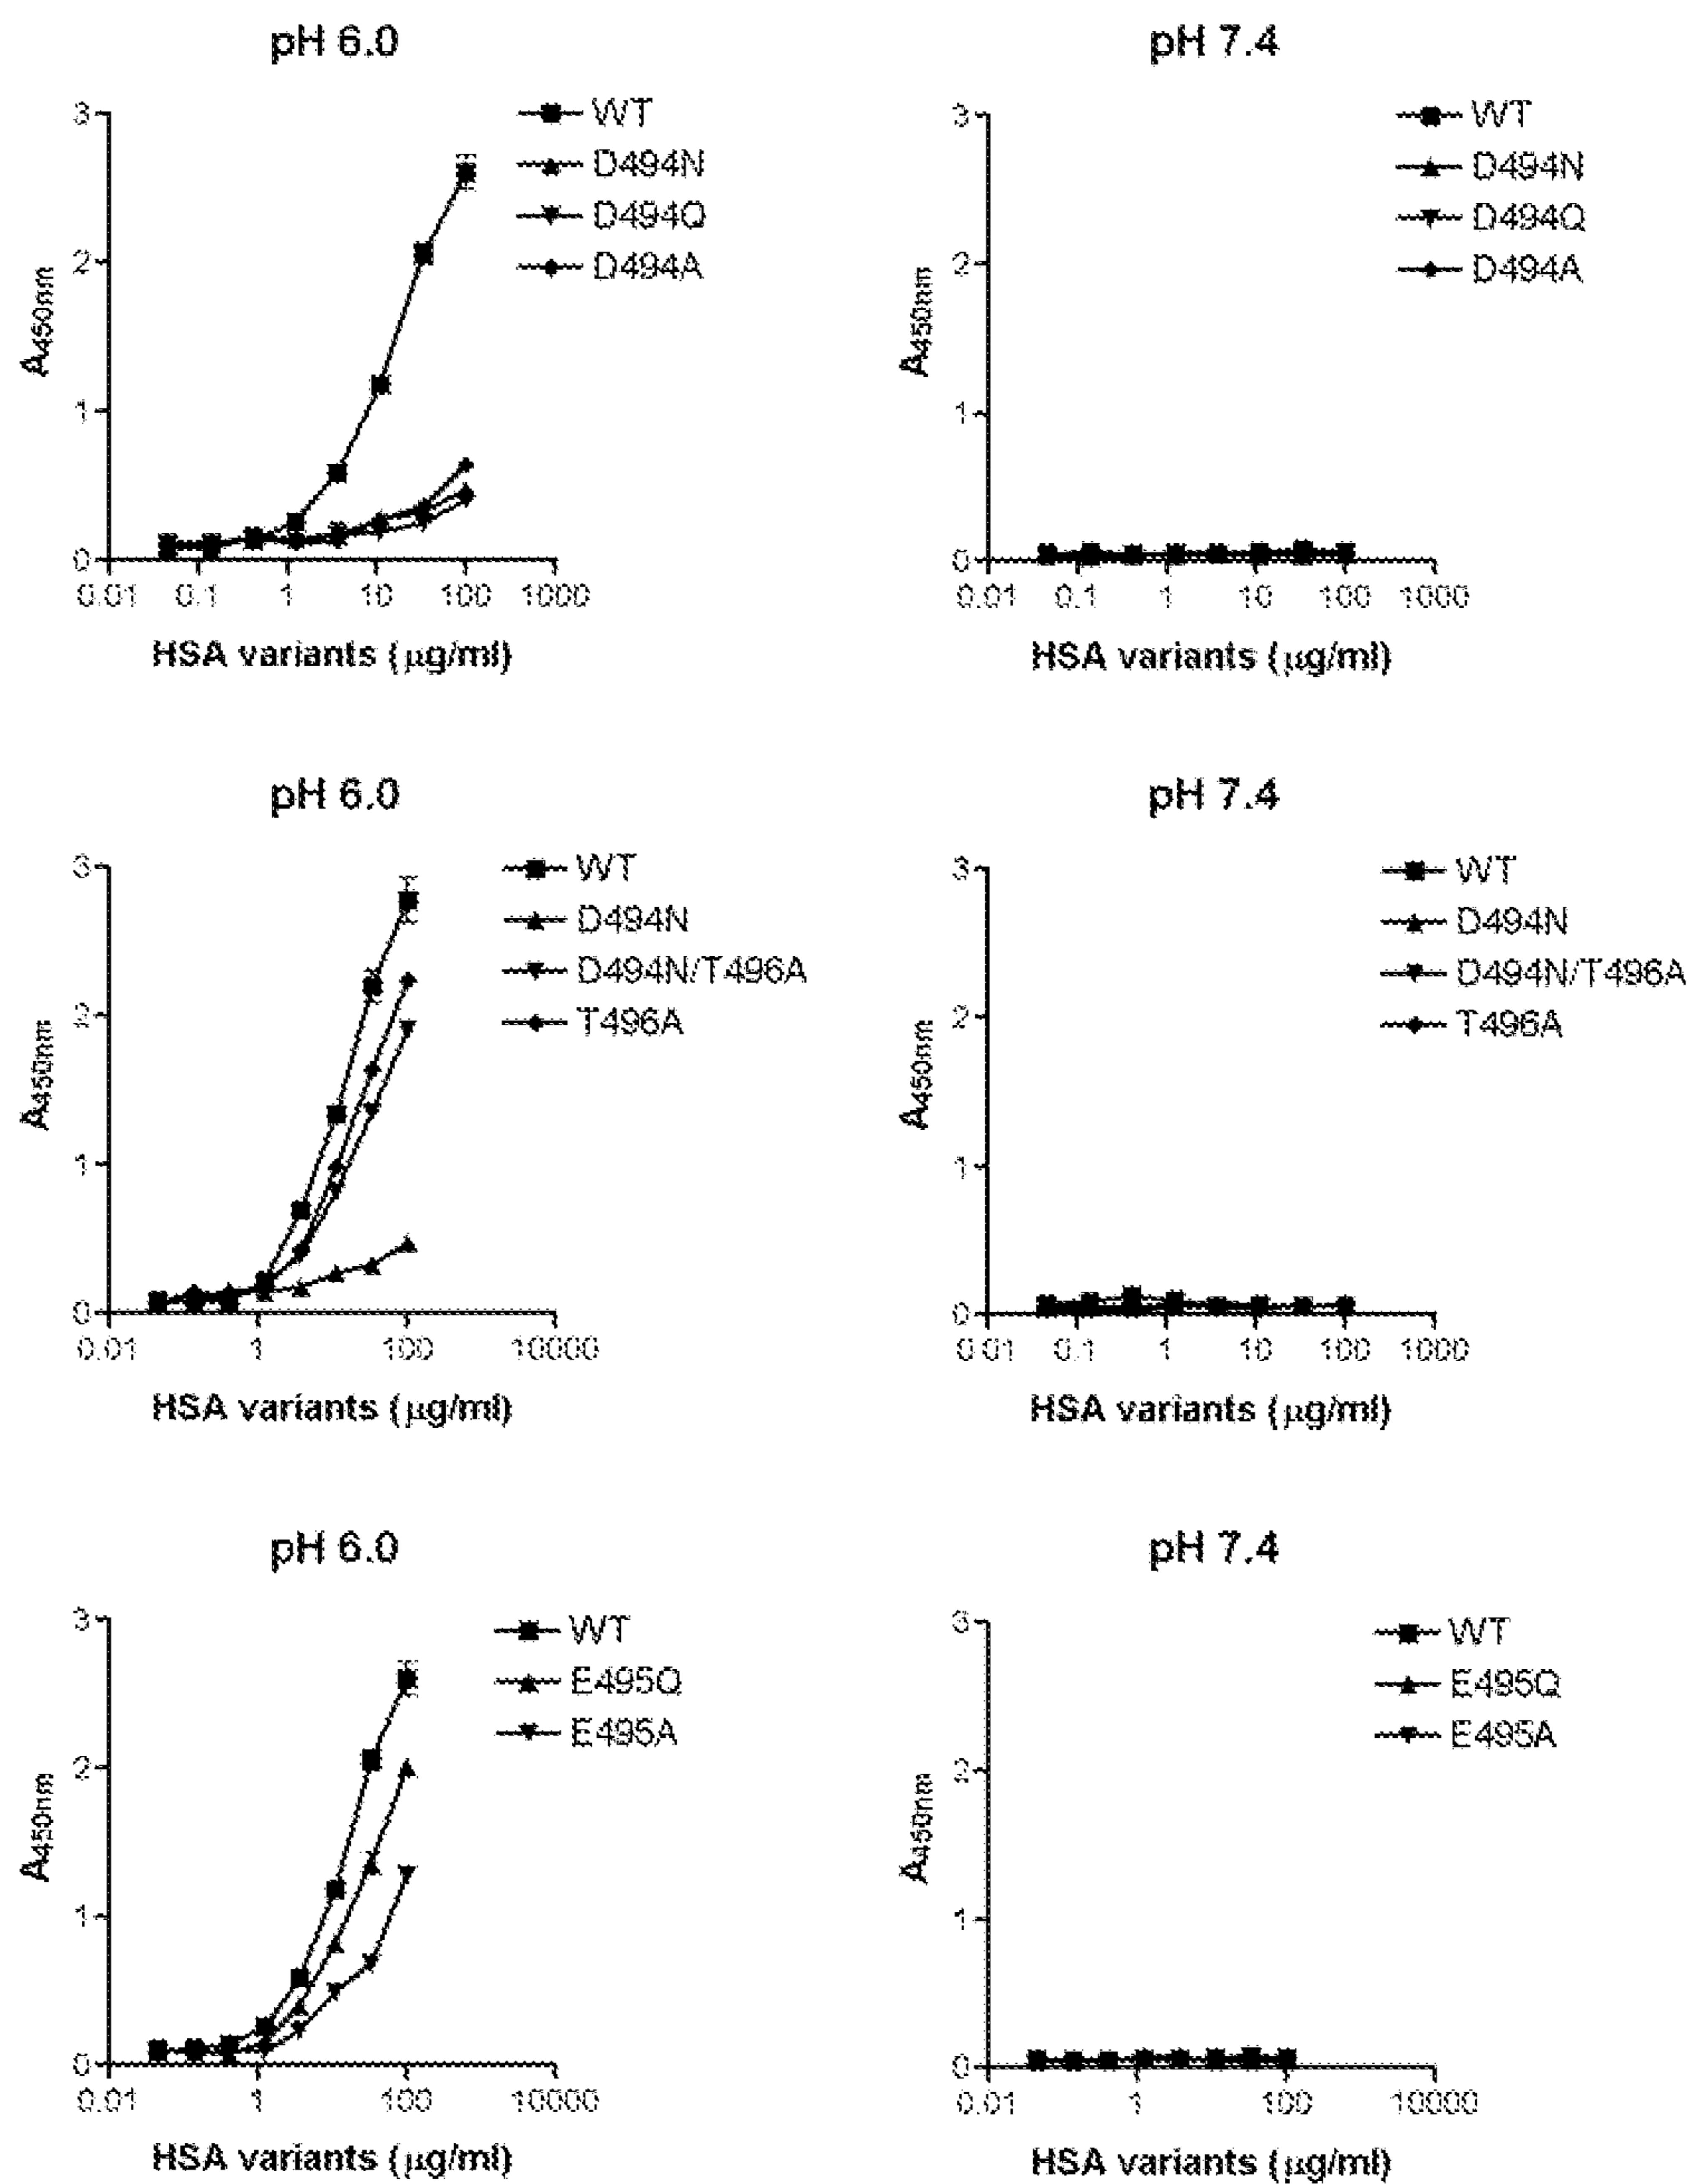 pH 6.0
3
2
1
0
A450nm
WT
D494N
D494Q
D494A
0.01 0.1 1 10 100 1000
HSA variants (µg/ml)
pH 7.4
3
2
1
0
A450nm
WT
D494N
D494Q
D494A
0.01 0.1 1 10 100 1000
HSA variants (µg/ml)
pH 6.0
3
2
1
0
A450nm
WT
D494N
D494N/T496A
T496A
0.01 1 100 10000
HSA variants (µg/ml)
pH 7.4
3
2
1
0
A450nm
WT
D494N
D494N/T496A
T496A
0.01 0.1 1 10 100 1000
HSA variants (µg/ml)
pH 6.0
3
2
1
0
A450nm
WT
E495Q
E495A
0.01 1 100 10000
HSA variants (µg/ml)
pH 7.4
3
2
1
0
A450nm
WT
E495Q
E495A
0.01 1 100 10000
HSA variants (µg/ml)